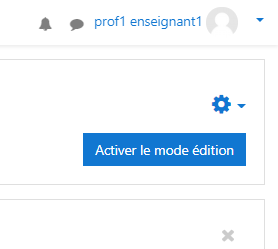 prof1 enseignant1
Activer le mode édition